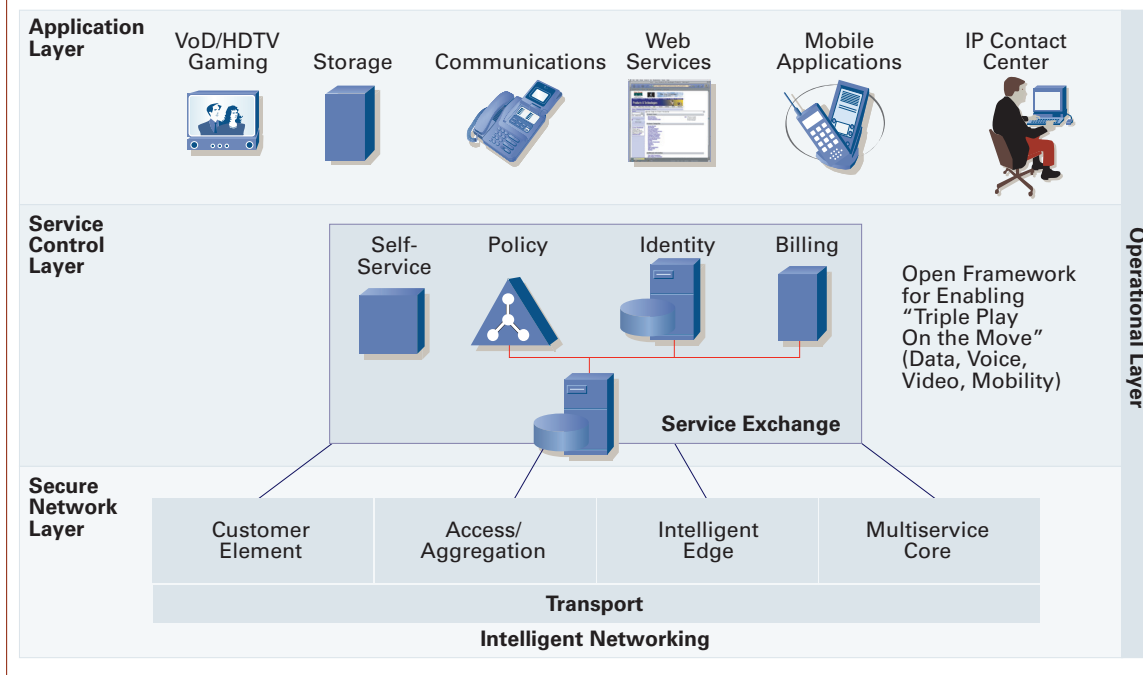 Application
Layer
VoD/HDTV
Gaming
Storage
Communications
Web
Services
Mobile
Applications
IP Contact
Center
Service
Control
Layer
Self-
Service
Policy
Identity
Billing
Service Exchange
Open Framework
for Enabling
“Triple Play
On the Move”
(Data, Voice,
Video, Mobility)
Operational Layer
Secure
Network
Layer
Customer
Element
Access/
Aggregation
Intelligent
Edge
Multiservice
Core
Transport
Intelligent Networking